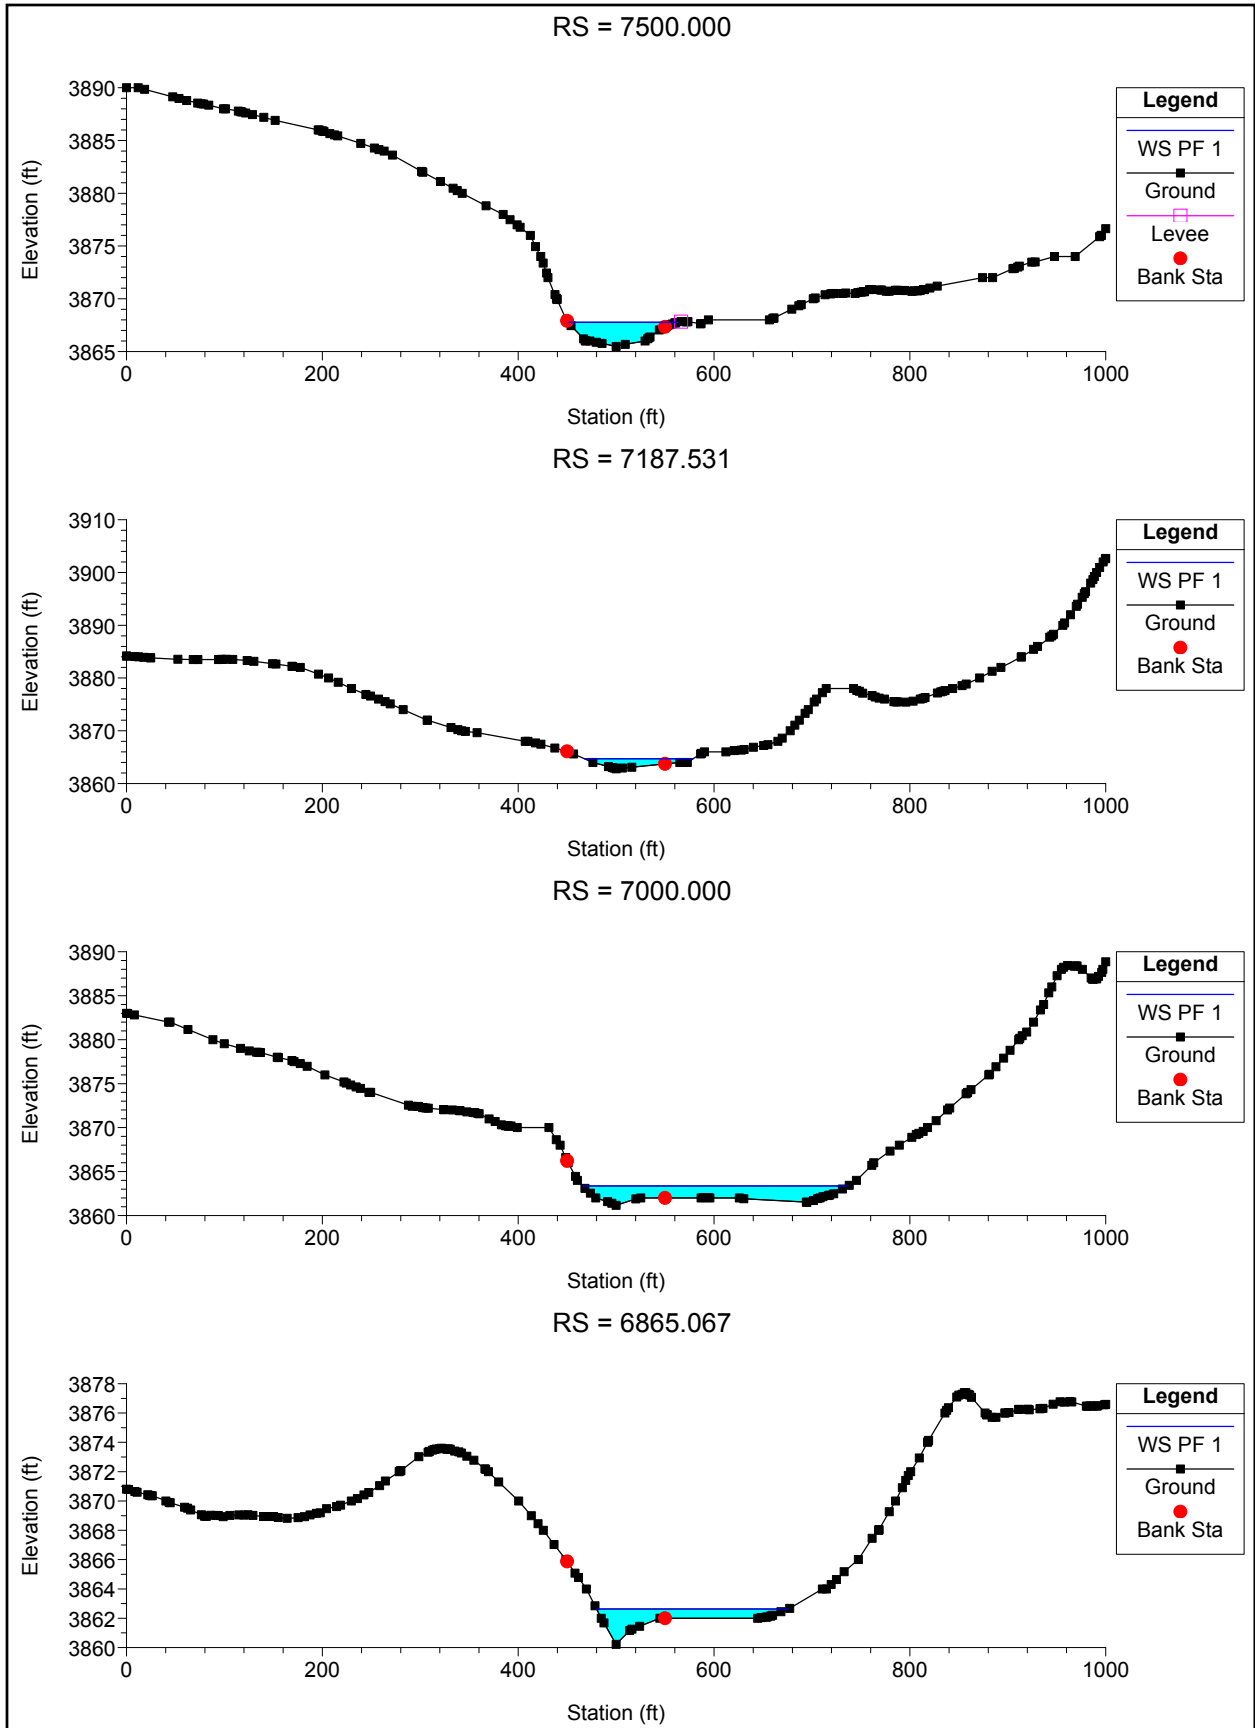 RS = 7500.000
3890
3885
3880
3875
3870
3865
Elevation (ft)
0 200 400 600 800 1000
Station (ft)
Legend
WS PF 1
Ground
Levee
Bank Sta
RS = 7187.531
3910
3900
3890
3880
3870
3860
Elevation (ft)
0 200 400 600 800 1000
Station (ft)
Legend
WS PF 1
Ground
Bank Sta
RS = 7000.000
3890
3885
3880
3875
3870
3865
3860
Elevation (ft)
0 200 400 600 800 1000
Station (ft)
Legend
WS PF 1
Ground
Bank Sta
RS = 6865.067
3878
3876
3874
3872
3870
3868
3866
3864
3862
3860
Elevation (ft)
0 200 400 600 800 1000
Station (ft)
Legend
WS PF 1
Ground
Bank Sta